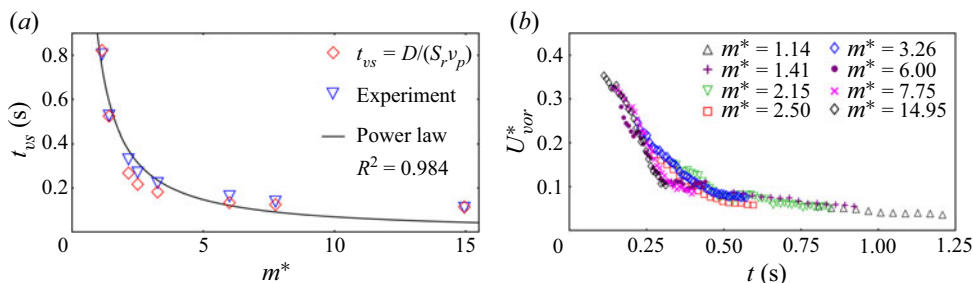 (a)
0.8
0.6
0.4
0.2
0
5
10
15
t_vs (s)
m*
t_vs = D/(S_r v_p)
Experiment
Power law
R² = 0.984
(b)
0.4
0.3
0.2
0.1
0
0.25
0.50
0.75
1.00
1.25
U*_vor
t (s)
m* = 1.14
m* = 1.41
m* = 2.15
m* = 2.50
m* = 3.26
m* = 6.00
m* = 7.75
m* = 14.95